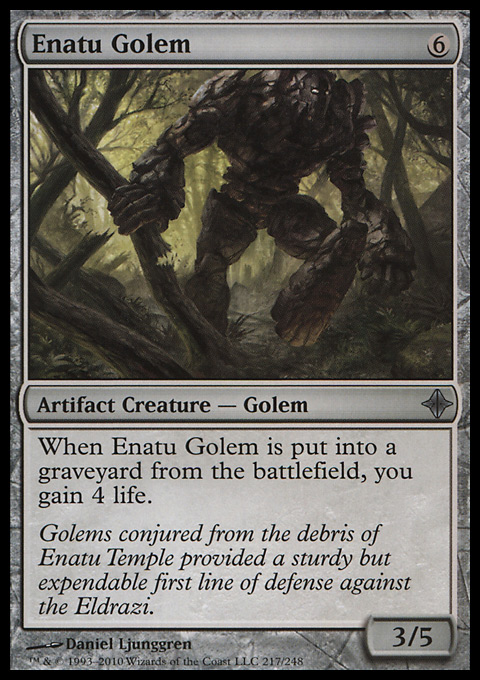 Enatu Golem 6
Artifact Creature — Golem
When Enatu Golem is put into a
graveyard from the battlefield, you
gain 4 life.
Golems conjured from the debris of
Enatu Temple provided a sturdy but
expendable first line of defense against
the Eldrazi.
3/5
Daniel Ljunggren
™ & © 1993–2010 Wizards of the Coast LLC 217/248